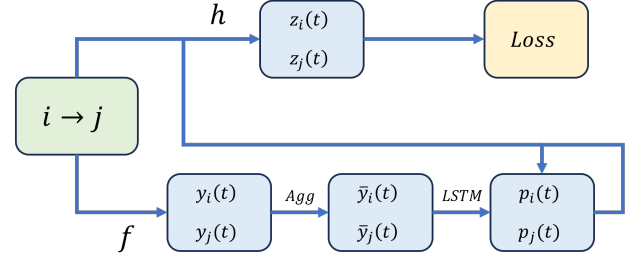 h
z_i(t)
z_j(t)
Loss
i → j
f
y_i(t)
y_j(t)
Agg
ȳ_i(t)
ȳ_j(t)
LSTM
p_i(t)
p_j(t)